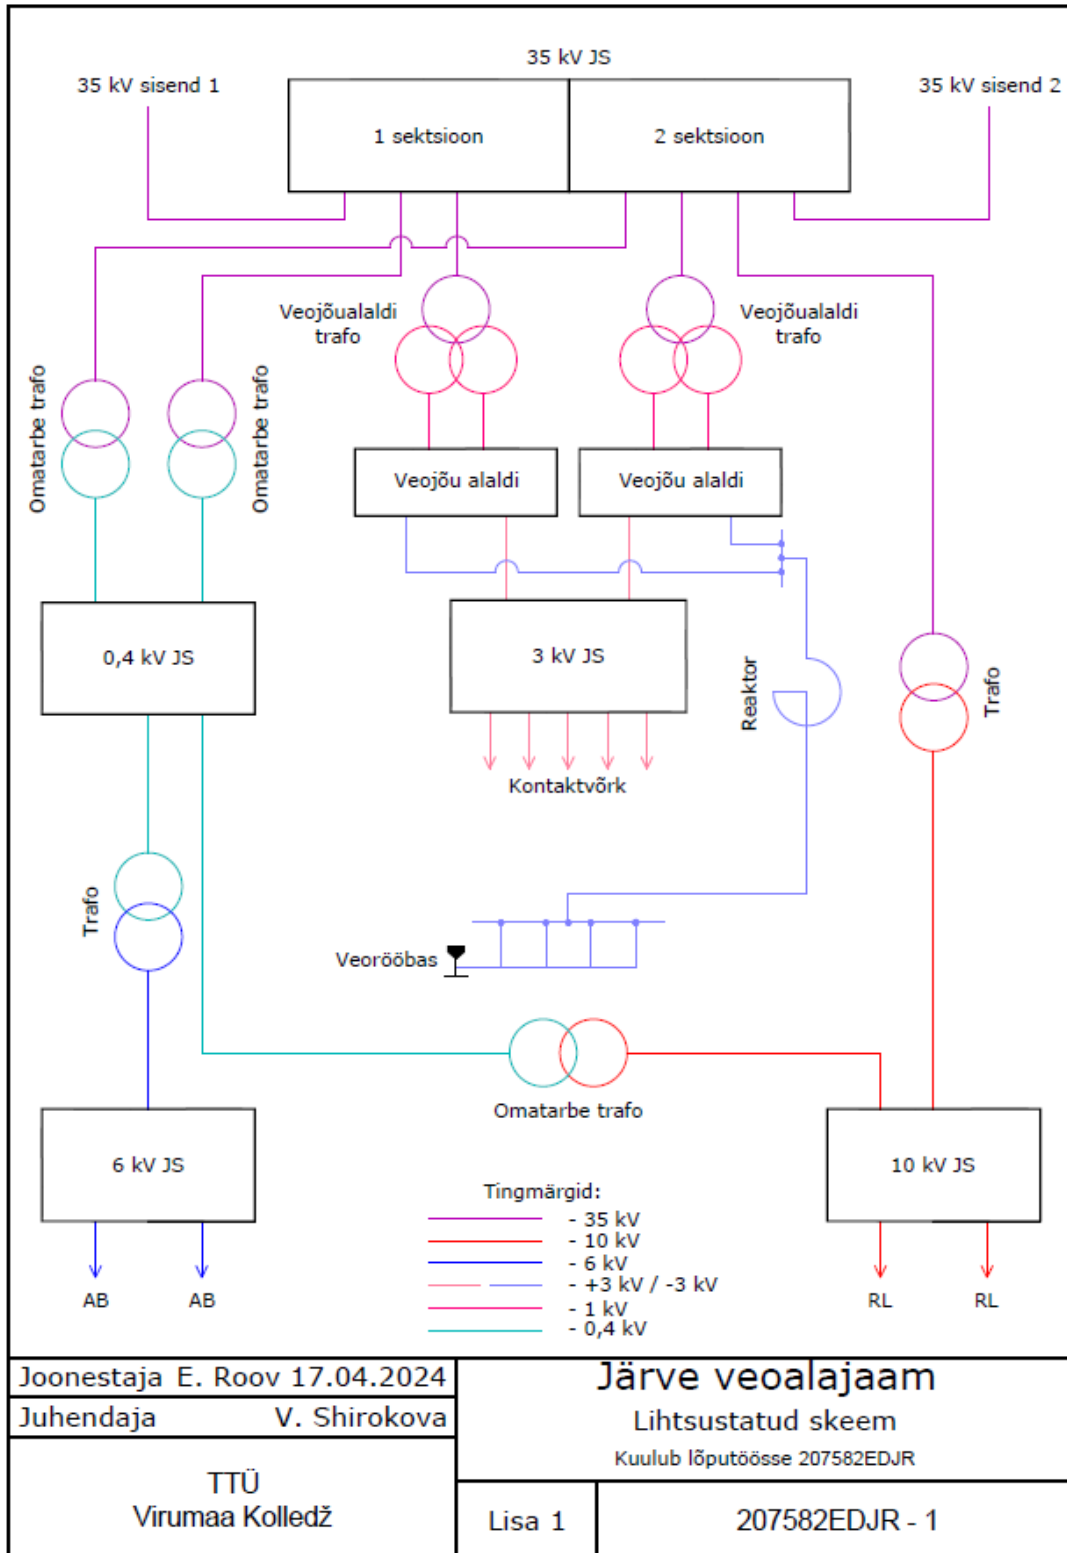 35 kV JS
35 kV sisend 1
35 kV sisend 2
1 sektsioon
2 sektsioon
Veojõualaldi
trafo
Veojõualaldi
trafo
Omatarbe trafo
Omatarbe trafo
Veojõu alaldi
Veojõu alaldi
0,4 kV JS
3 kV JS
Reaktor
Trafo
Kontaktvõrk
Trafo
Veorööbas
Omatarbe trafo
6 kV JS
10 kV JS
Tingmärgid:
- 35 kV
- 10 kV
- 6 kV
- +3 kV / -3 kV
- 1 kV
- 0,4 kV
AB
AB
RL
RL
Joonestaja E. Roov 17.04.2024
Juhendaja V. Shirokova
TTÜ
Virumaa Kolledž
Järve veoalajaam
Lihtsustatud skeem
Kuulub lõputöösse 207582EDJR
Lisa 1
207582EDJR - 1